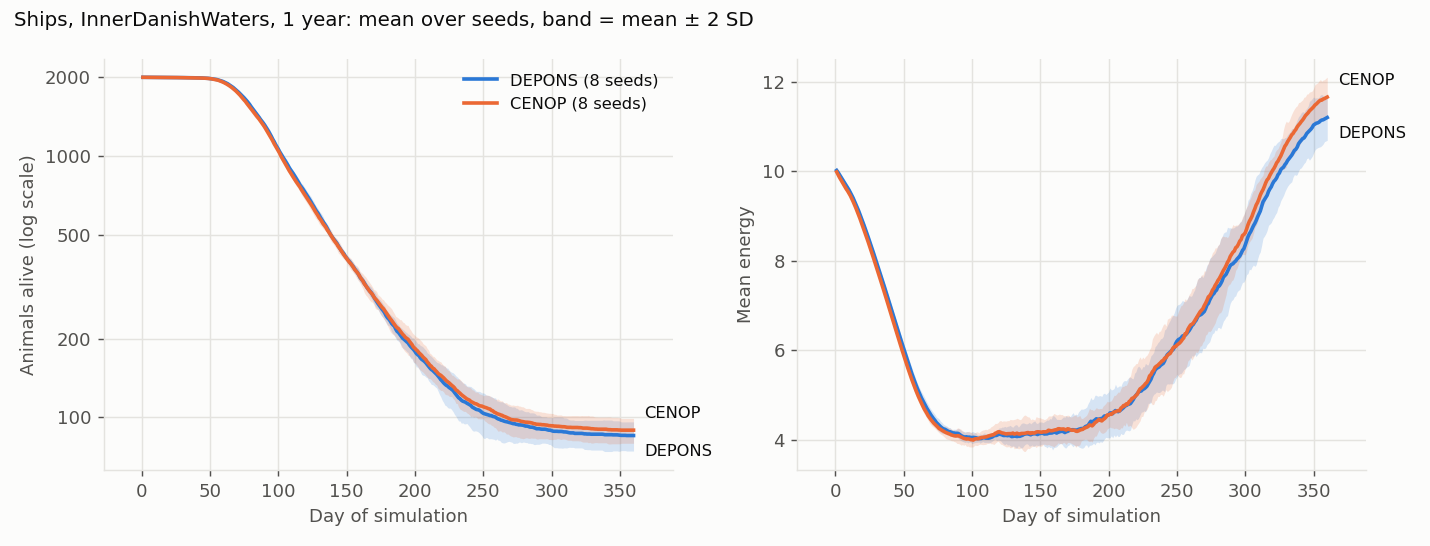 Ships, InnerDanishWaters, 1 year: mean over seeds, band = mean ± 2 SD
DEPONS (8 seeds)
CENOP (8 seeds)
Animals alive (log scale)
2000
1000
500
200
100
CENOP
DEPONS
0 50 100 150 200 250 300 350
Day of simulation
Mean energy
12
10
8
6
4
CENOP
DEPONS
0 50 100 150 200 250 300 350
Day of simulation